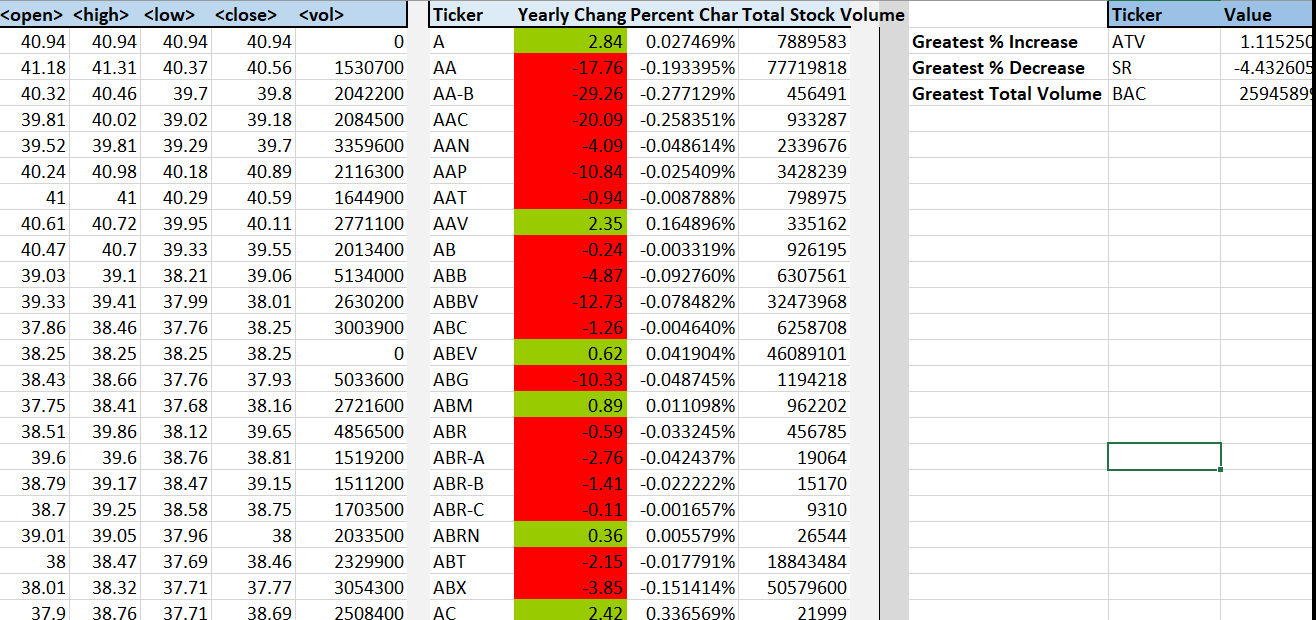 <open> <high> <low> <close> <vol> Ticker Yearly Chang Percent Char Total Stock Volume Ticker Value
40.94 40.94 40.94 40.94 0 A 2.84 0.027469% 7889583 Greatest % Increase ATV 1.115250
41.18 41.31 40.37 40.56 1530700 AA -17.76 -0.193395% 77719818 Greatest % Decrease SR -4.432605
40.32 40.46 39.7 39.8 2042200 AA-B -29.26 -0.277129% 456491 Greatest Total Volume BAC 25945899
39.81 40.02 39.02 39.18 2084500 AAC -20.09 -0.258351% 933287
39.52 39.81 39.29 39.7 3359600 AAN -4.09 -0.048614% 2339676
40.24 40.98 40.18 40.89 2116300 AAP -10.84 -0.025409% 3428239
41 41 40.29 40.59 1644900 AAT -0.94 -0.008788% 798975
40.61 40.72 39.95 40.11 2771100 AAV 2.35 0.164896% 335162
40.47 40.7 39.33 39.55 2013400 AB -0.24 -0.003319% 926195
39.03 39.1 38.21 39.06 5134000 ABB -4.87 -0.092760% 6307561
39.33 39.41 37.99 38.01 2630200 ABBV -12.73 -0.078482% 32473968
37.86 38.46 37.76 38.25 3003900 ABC -1.26 -0.004640% 6258708
38.25 38.25 38.25 38.25 0 ABEV 0.62 0.041904% 46089101
38.43 38.66 37.76 37.93 5033600 ABG -10.33 -0.048745% 1194218
37.75 38.41 37.68 38.16 2721600 ABM 0.89 0.011098% 962202
38.51 39.86 38.12 39.65 4856500 ABR -0.59 -0.033245% 456785
39.6 39.6 38.76 38.81 1519200 ABR-A -2.76 -0.042437% 19064
38.79 39.17 38.47 39.15 1511200 ABR-B -1.41 -0.022222% 15170
38.7 39.25 38.58 38.75 1703500 ABR-C -0.11 -0.001657% 9310
39.01 39.05 37.96 38 2033500 ABRN 0.36 0.005579% 26544
38 38.47 37.69 38.46 2329900 ABT -2.15 -0.017791% 18843484
38.01 38.32 37.71 37.77 3054300 ABX -3.85 -0.151414% 50579600
37.9 38.76 37.71 38.69 2508400 AC 2.42 0.336569% 21999